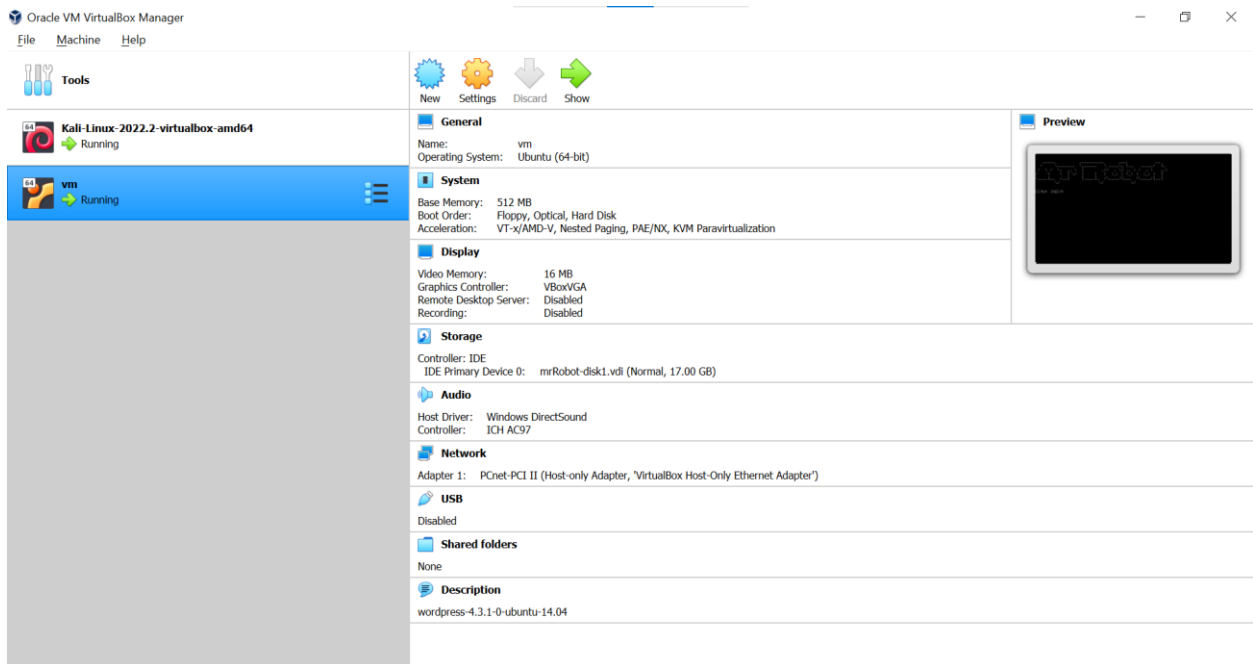 Oracle VM VirtualBox Manager
File Machine Help
Tools
New Settings Discard Show
64 Kali-Linux-2022.2-virtualbox-amd64
Running
64 vm
Running
General
Name: vm
Operating System: Ubuntu (64-bit)
System
Base Memory: 512 MB
Boot Order: Floppy, Optical, Hard Disk
Acceleration: VT-x/AMD-V, Nested Paging, PAE/NX, KVM Paravirtualization
Display
Video Memory: 16 MB
Graphics Controller: VBoxVGA
Remote Desktop Server: Disabled
Recording: Disabled
Storage
Controller: IDE
IDE Primary Device 0: mrRobot-disk1.vdi (Normal, 17.00 GB)
Audio
Host Driver: Windows DirectSound
Controller: ICH AC97
Network
Adapter 1: PCnet-PCI II (Host-only Adapter, 'VirtualBox Host-Only Ethernet Adapter')
USB
Disabled
Shared folders
None
Description
wordpress-4.3.1-0-ubuntu-14.04
Preview
Mr Robot